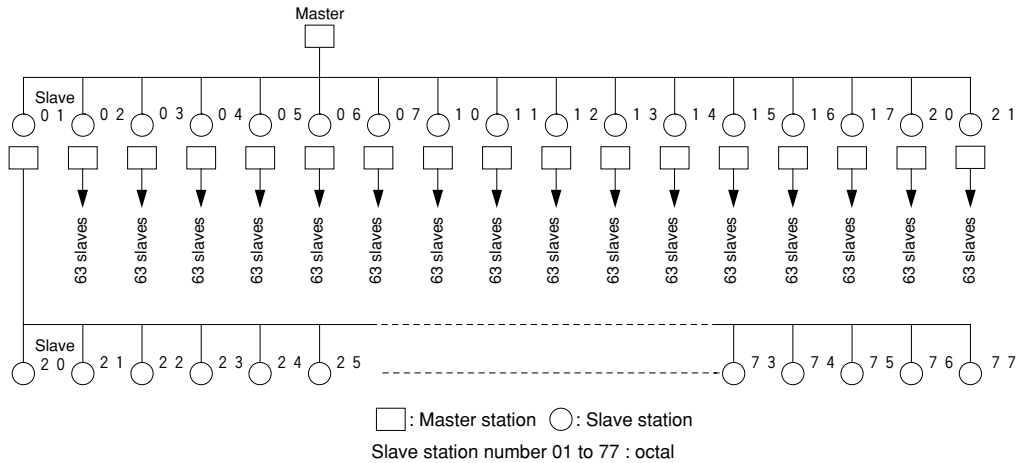 Master
Slave
0 1 0 2 0 3 0 4 0 5 0 6 0 7 1 0 1 1 1 2 1 3 1 4 1 5 1 6 1 7 2 0 2 1
63 slaves 63 slaves 63 slaves 63 slaves 63 slaves 63 slaves 63 slaves 63 slaves 63 slaves 63 slaves 63 slaves 63 slaves 63 slaves 63 slaves 63 slaves 63 slaves
Slave
2 0 2 1 2 2 2 3 2 4 2 5 7 3 7 4 7 5 7 6 7 7
: Master station : Slave station
Slave station number 01 to 77 : octal